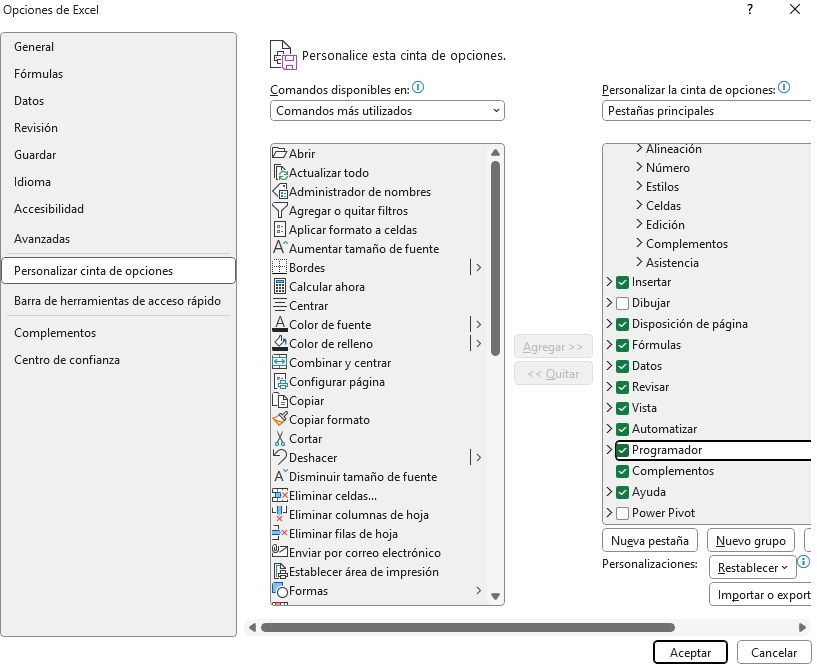 Opciones de Excel
?
General
Fórmulas
Datos
Revisión
Guardar
Idioma
Accesibilidad
Avanzadas
Personalizar cinta de opciones
Barra de herramientas de acceso rápido
Complementos
Centro de confianza
Personalice esta cinta de opciones.
Comandos disponibles en:
Comandos más utilizados
Abrir
Actualizar todo
Administrador de nombres
Agregar o quitar filtros
Aplicar formato a celdas
Aumentar tamaño de fuente
Bordes
Calcular ahora
Centrar
Color de fuente
Color de relleno
Combinar y centrar
Configurar página
Copiar
Copiar formato
Cortar
Deshacer
Disminuir tamaño de fuente
Eliminar celdas...
Eliminar columnas de hoja
Eliminar filas de hoja
Enviar por correo electrónico
Establecer área de impresión
Formas
Agregar >>
<< Quitar
Personalizar la cinta de opciones:
Pestañas principales
Alineación
Número
Estilos
Celdas
Edición
Complementos
Asistencia
Insertar
Dibujar
Disposición de página
Fórmulas
Datos
Revisar
Vista
Automatizar
Programador
Complementos
Ayuda
Power Pivot
Nueva pestaña
Nuevo grupo
Personalizaciones:
Restablecer
Importar o export
Aceptar
Cancelar